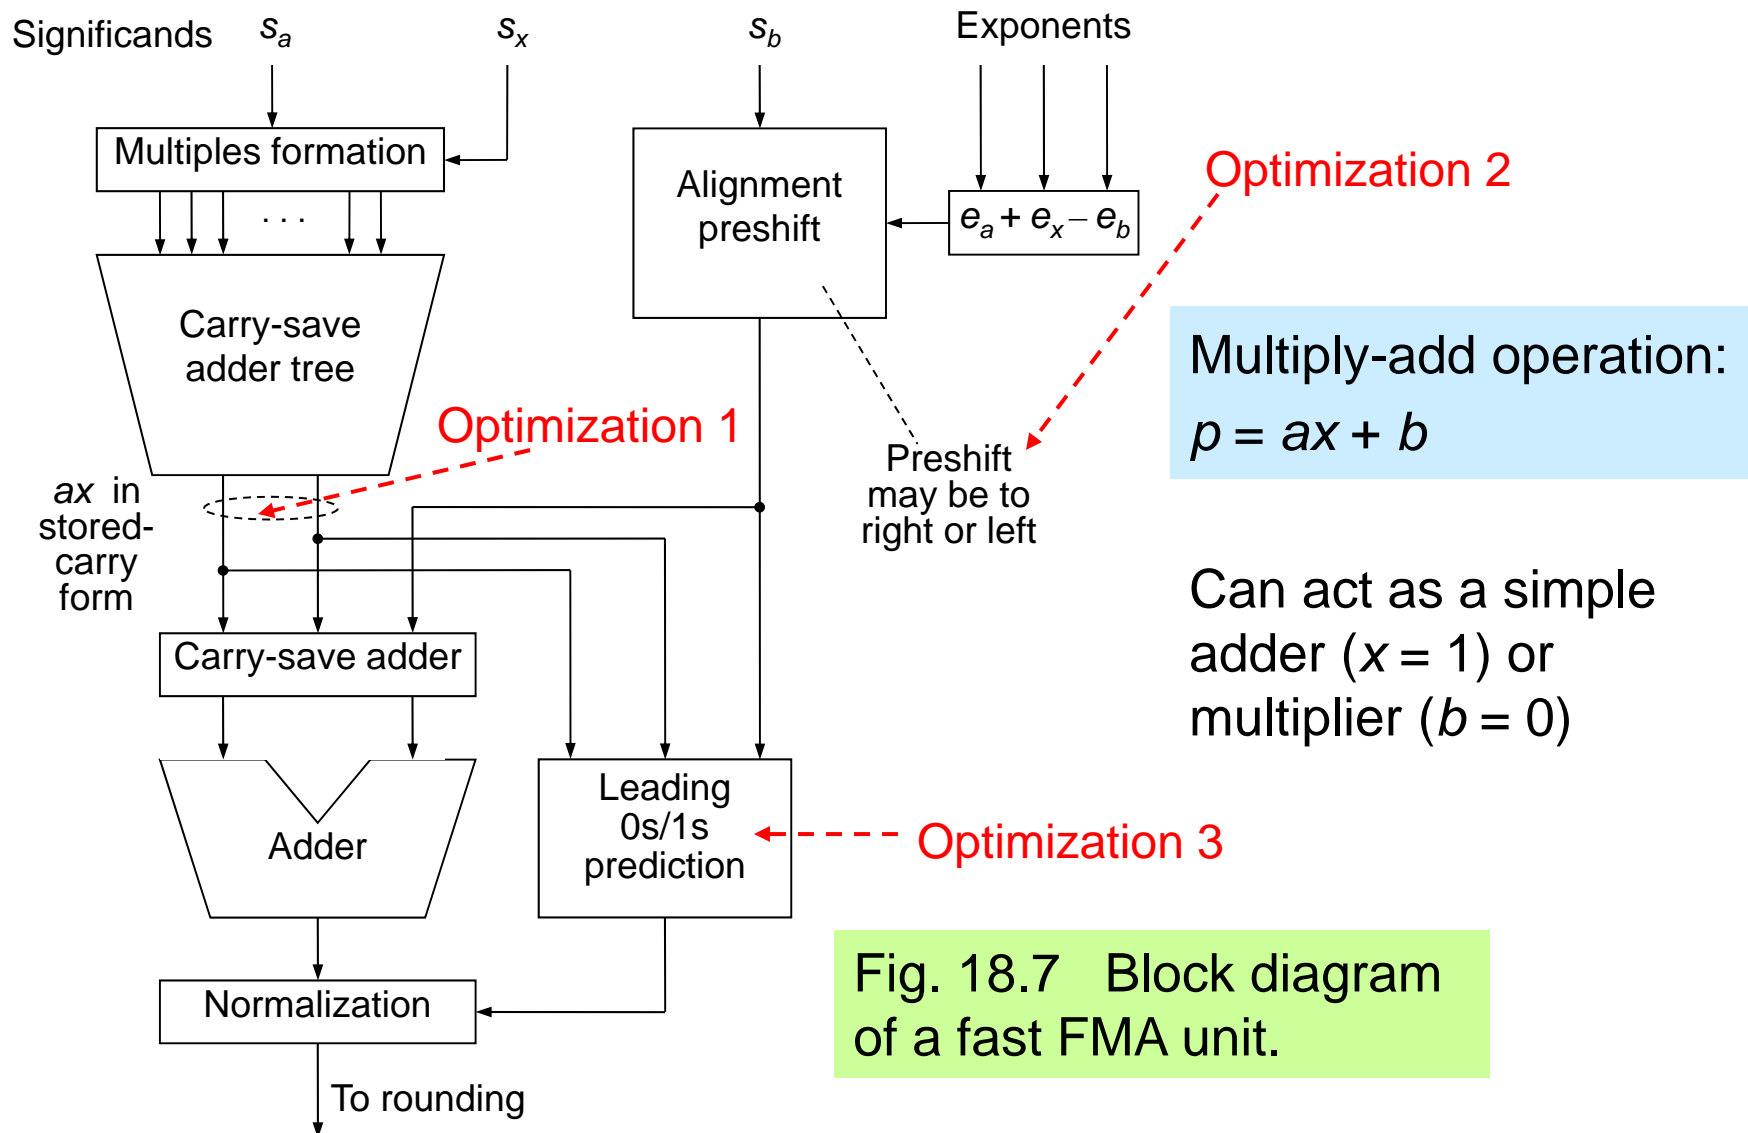 Significands s_a s_x s_b Exponents
Multiples formation
. . .
Alignment
preshift
e_a + e_x – e_b
Optimization 2
Carry-save
adder tree
Multiply-add operation:
p = ax + b
Optimization 1
Preshift
may be to
right or left
ax in
stored-
carry
form
Can act as a simple
adder (x = 1) or
multiplier (b = 0)
Carry-save adder
Adder
Leading
0s/1s
prediction
Optimization 3
Normalization
Fig. 18.7 Block diagram
of a fast FMA unit.
To rounding